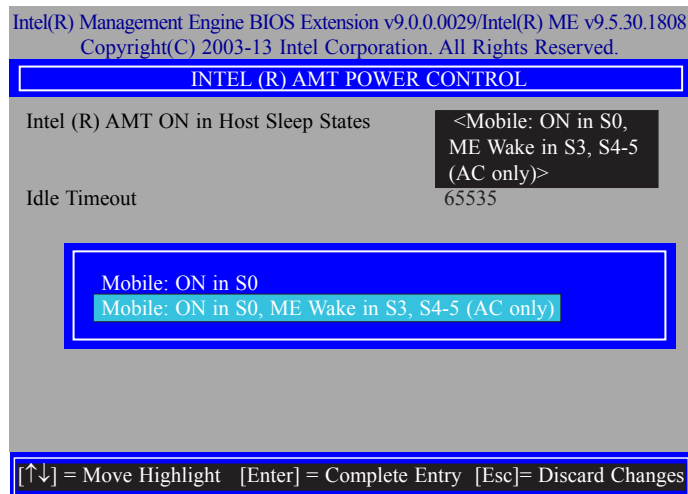 Intel(R) Management Engine BIOS Extension v9.0.0.0029/Intel(R) ME v9.5.30.1808
Copyright(C) 2003-13 Intel Corporation. All Rights Reserved.
INTEL (R) AMT POWER CONTROL
Intel (R) AMT ON in Host Sleep States
<Mobile: ON in S0,
ME Wake in S3, S4-5
(AC only)>
Idle Timeout
65535
Mobile: ON in S0
Mobile: ON in S0, ME Wake in S3, S4-5 (AC only)
[↑↓] = Move Highlight [Enter] = Complete Entry [Esc]= Discard Changes